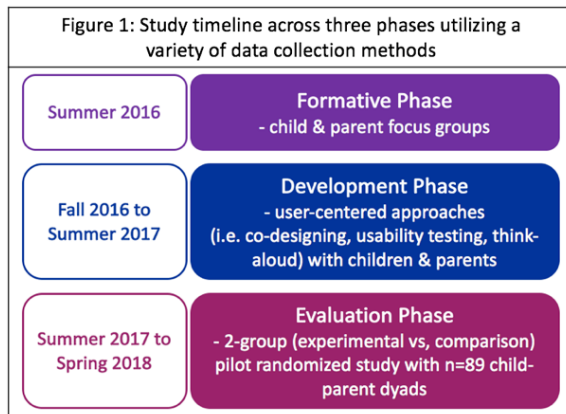 Figure 1: Study timeline across three phases utilizing a
variety of data collection methods
Summer 2016
Formative Phase
- child & parent focus groups
Fall 2016 to
Summer 2017
Development Phase
- user-centered approaches
(i.e. co-designing, usability testing, think-
aloud) with children & parents
Summer 2017 to
Spring 2018
Evaluation Phase
- 2-group (experimental vs, comparison)
pilot randomized study with n=89 child-
parent dyads